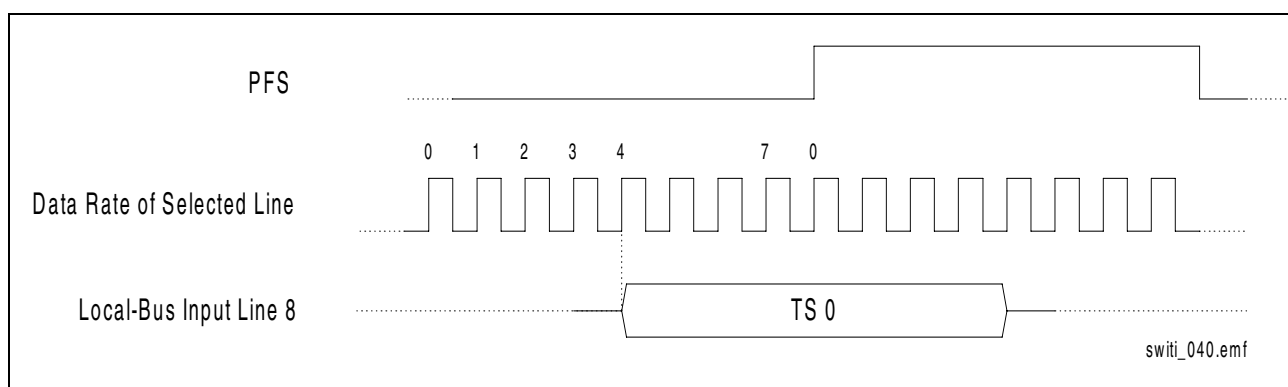 PFS
0 1 2 3 4 7 0
Data Rate of Selected Line
Local-Bus Input Line 8
TS 0
switi_040.emf